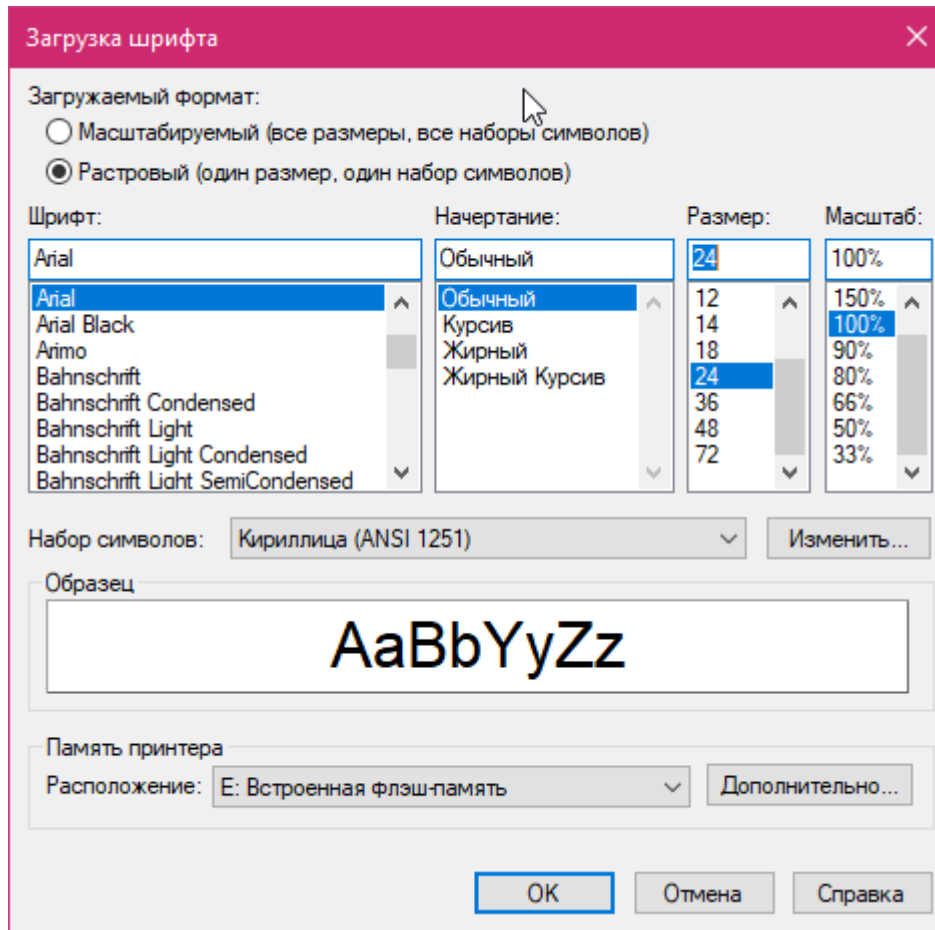 Загрузка шрифта
Загружаемый формат:
Масштабируемый (все размеры, все наборы символов)
Растровый (один размер, один набор символов)
Шрифт: Начертание: Размер: Масштаб:
Arial Обычный 24 100%
Arial Обычный 12 150%
Arial Black Курсив 14 100%
Arimo Жирный 18 90%
Bahnschrift Жирный Курсив 24 80%
Bahnschrift Condensed 36 66%
Bahnschrift Light 48 50%
Bahnschrift Light Condensed 72 33%
Bahnschrift Light SemiCondensed
Набор символов: Кириллица (ANSI 1251) Изменить...
Образец
AaBbYyZz
Память принтера
Расположение: E: Встроенная флэш-память Дополнительно...
OK Отмена Справка